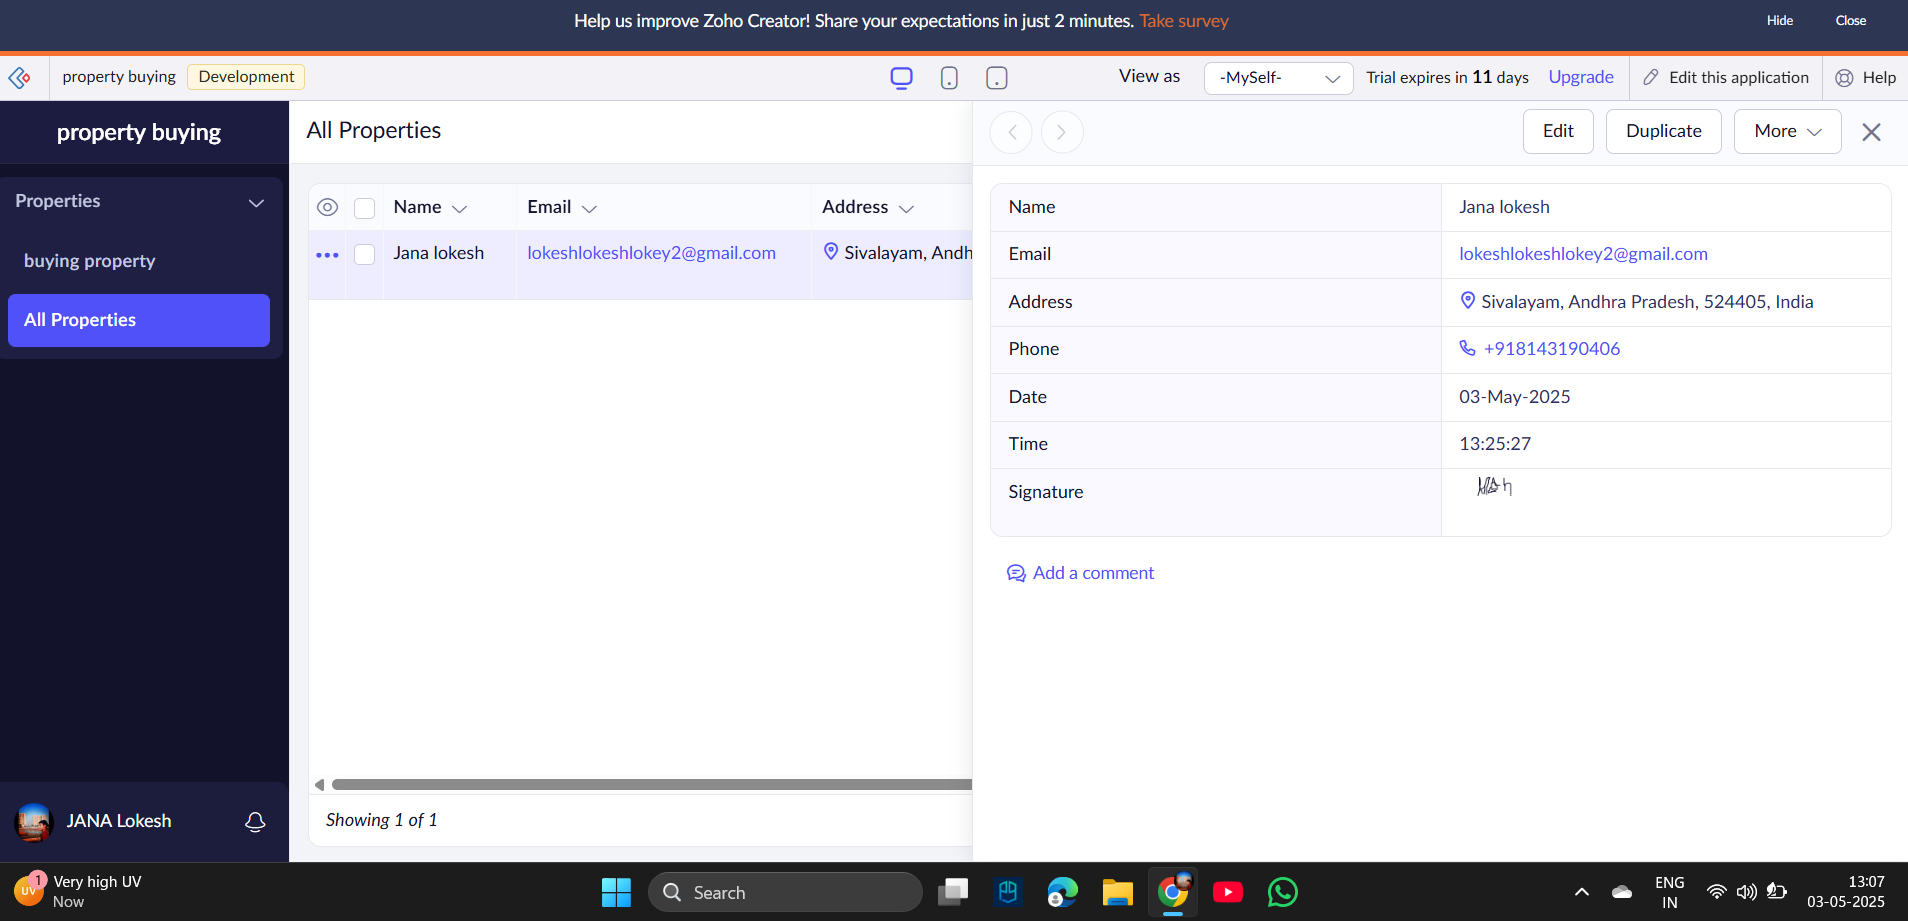 Help us improve Zoho Creator! Share your expectations in just 2 minutes. Take survey
Hide
Close
property buying
Development
View as
-MySelf-
Trial expires in 11 days
Upgrade
Edit this application
Help
property buying
Properties
buying property
All Properties
JANA Lokesh
All Properties
Name
Email
Address
Jana lokesh
lokeshlokeshlokey2@gmail.com
Sivalayam, Andh
Showing 1 of 1
Edit
Duplicate
More
Name
Jana lokesh
Email
lokeshlokeshlokey2@gmail.com
Address
Sivalayam, Andhra Pradesh, 524405, India
Phone
+918143190406
Date
03-May-2025
Time
13:25:27
Signature
Add a comment
UV
1
Very high UV
Now
Search
ENG
IN
13:07
03-05-2025